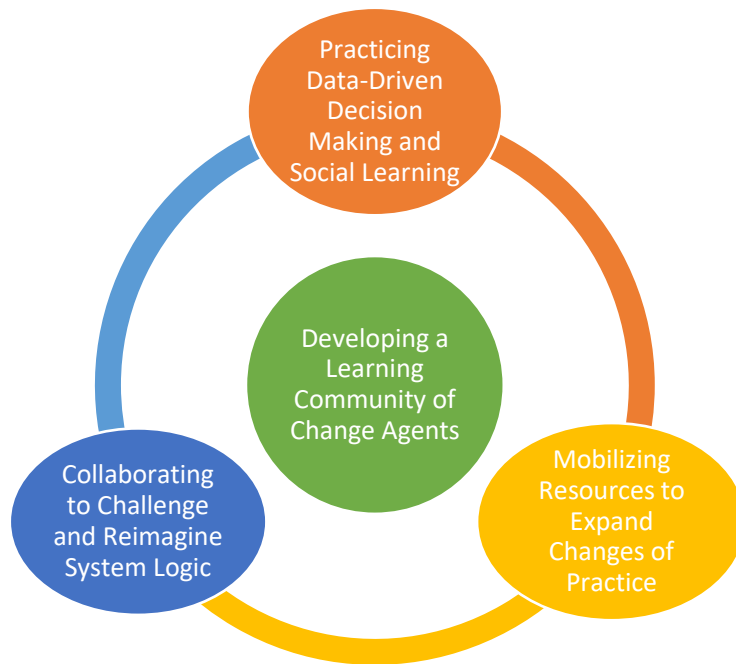 Practicing
Data-Driven
Decision
Making and
Social Learning
Developing a
Learning
Community of
Change Agents
Collaborating
to Challenge
and Reimagine
System Logic
Mobilizing
Resources to
Expand
Changes of
Practice